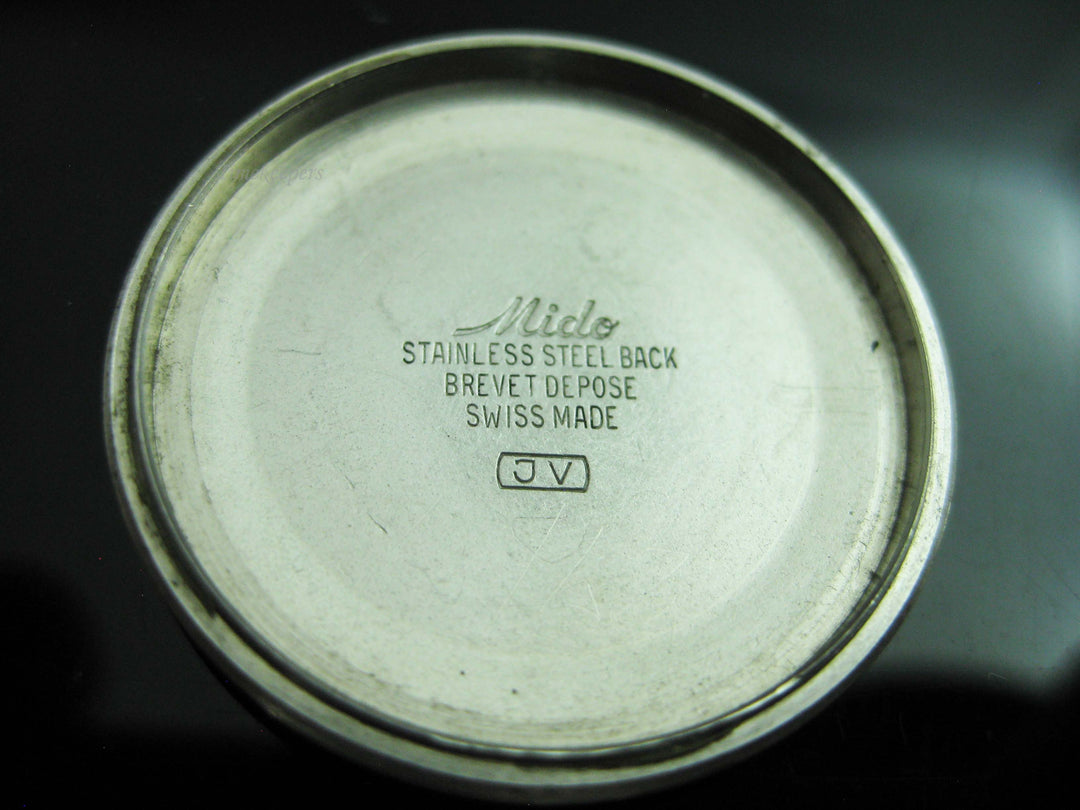 Mido
STAINLESS STEEL BACK
BREVET DEPOSE
SWISS MADE
JV